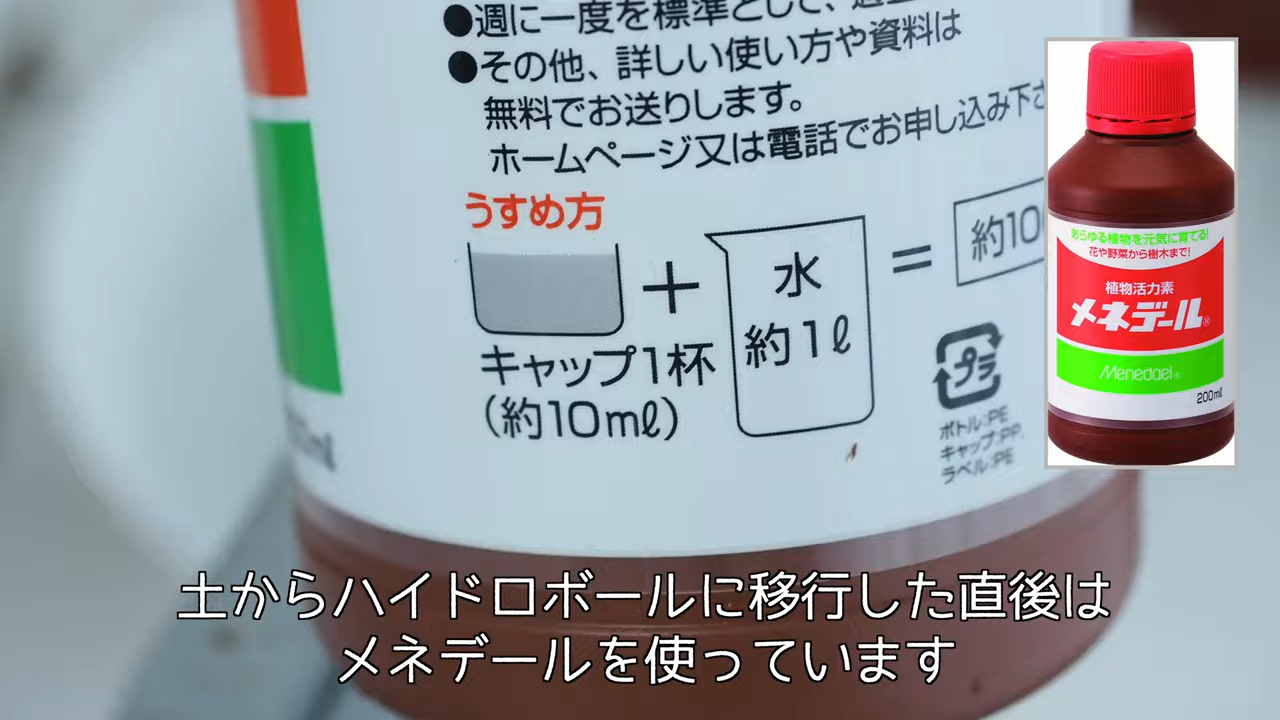 ●週に一度を標準として、
●その他、詳しい使い方や資料は
無料でお送りします。
ホームページ又は電話でお申し込み下さ
うすめ方
+
水
約1ℓ
=
約10
キャップ1杯
(約10mℓ)
プラ
ボトル:PE
キャップ:PP
ラベル:PE
あらゆる植物を元気に育てる!
花や野菜から樹木まで!
植物活力素
メネデール®
Menedael®
200mℓ
土からハイドロボールに移行した直後は
メネデールを使っています